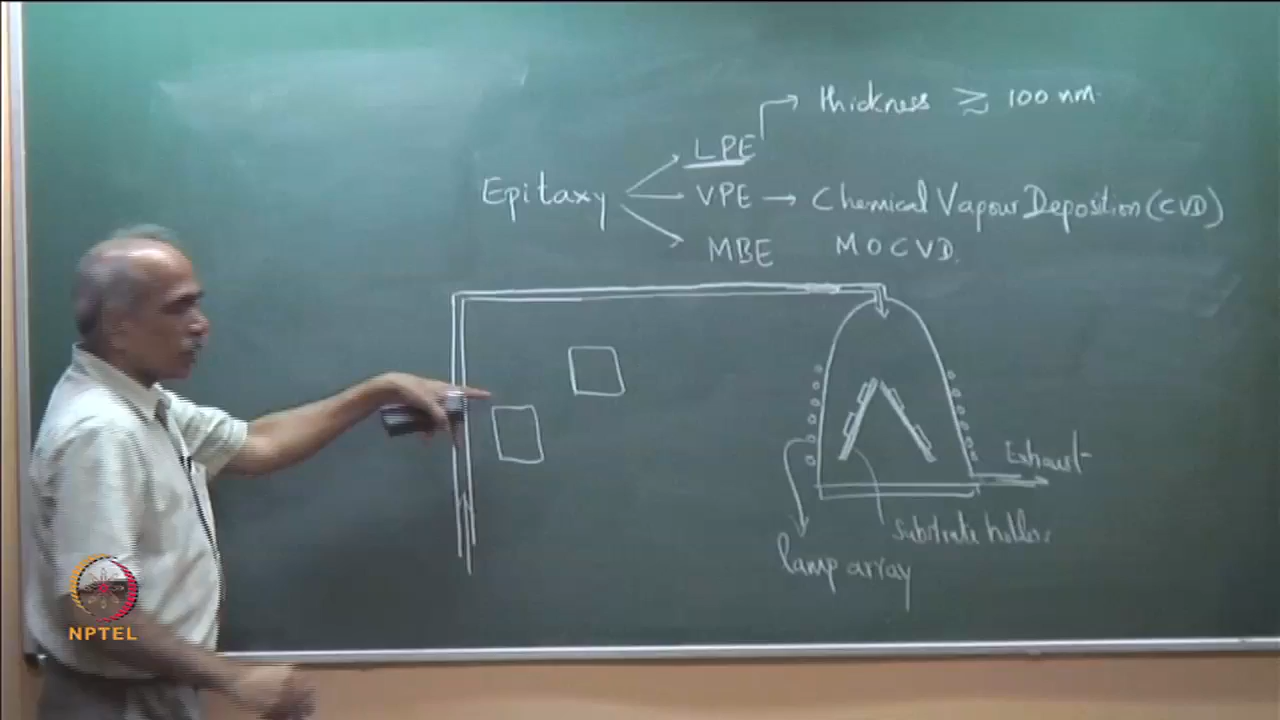 thickness ≳ 100 nm.
LPE
Epitaxy
VPE → Chemical Vapour Deposition (CVD)
MBE MOCVD.
Exhaust
Substrate holder
lamp array
NPTEL